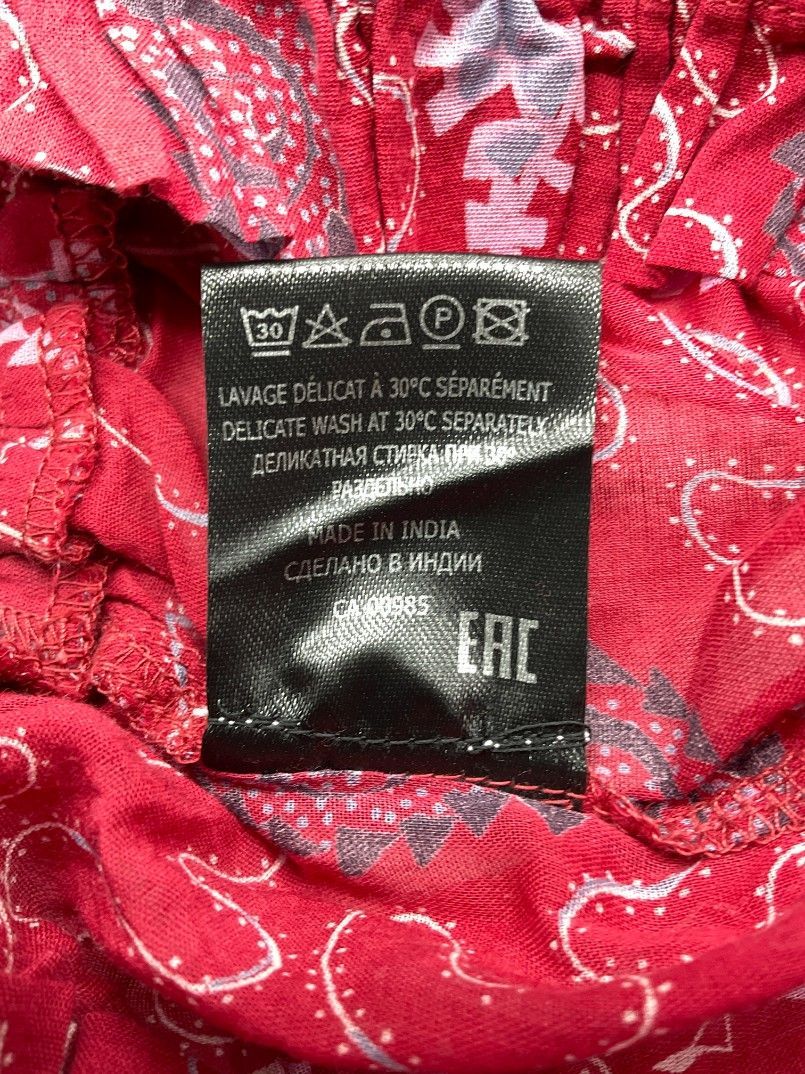 30 P
LAVAGE DÉLICAT À 30°C SÉPARÉMENT
DELICATE WASH AT 30°C SEPARATELY
ДЕЛИКАТНАЯ СТИРКА ПРИ 30°
РАЗДЕЛЬНО
MADE IN INDIA
СДЕЛАНО В ИНДИИ
CA 00985
EAC